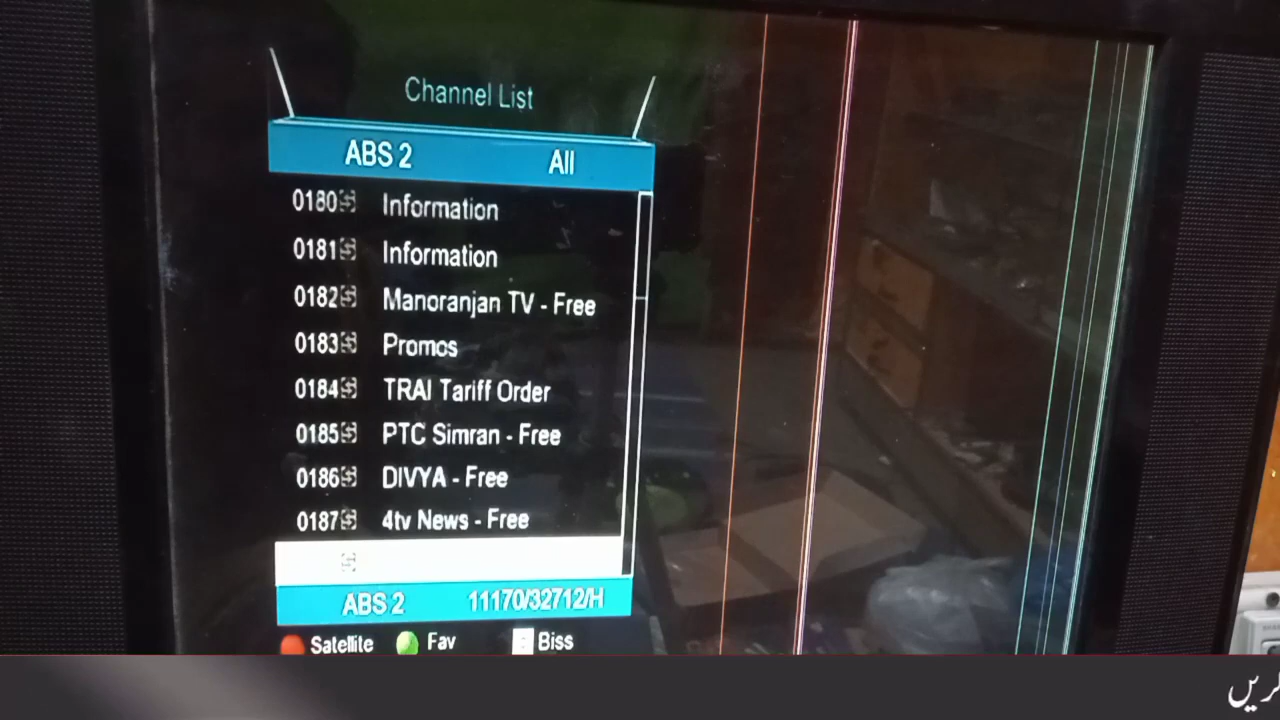 Channel List
ABS 2 All
0180 Information
0181 Information
0182 Manoranjan TV - Free
0183 Promos
0184 TRAI Tariff Order
0185 PTC Simran - Free
0186 DIVYA - Free
0187 4tv News - Free
ABS 2 11170/32712/H
Satellite Fav Biss